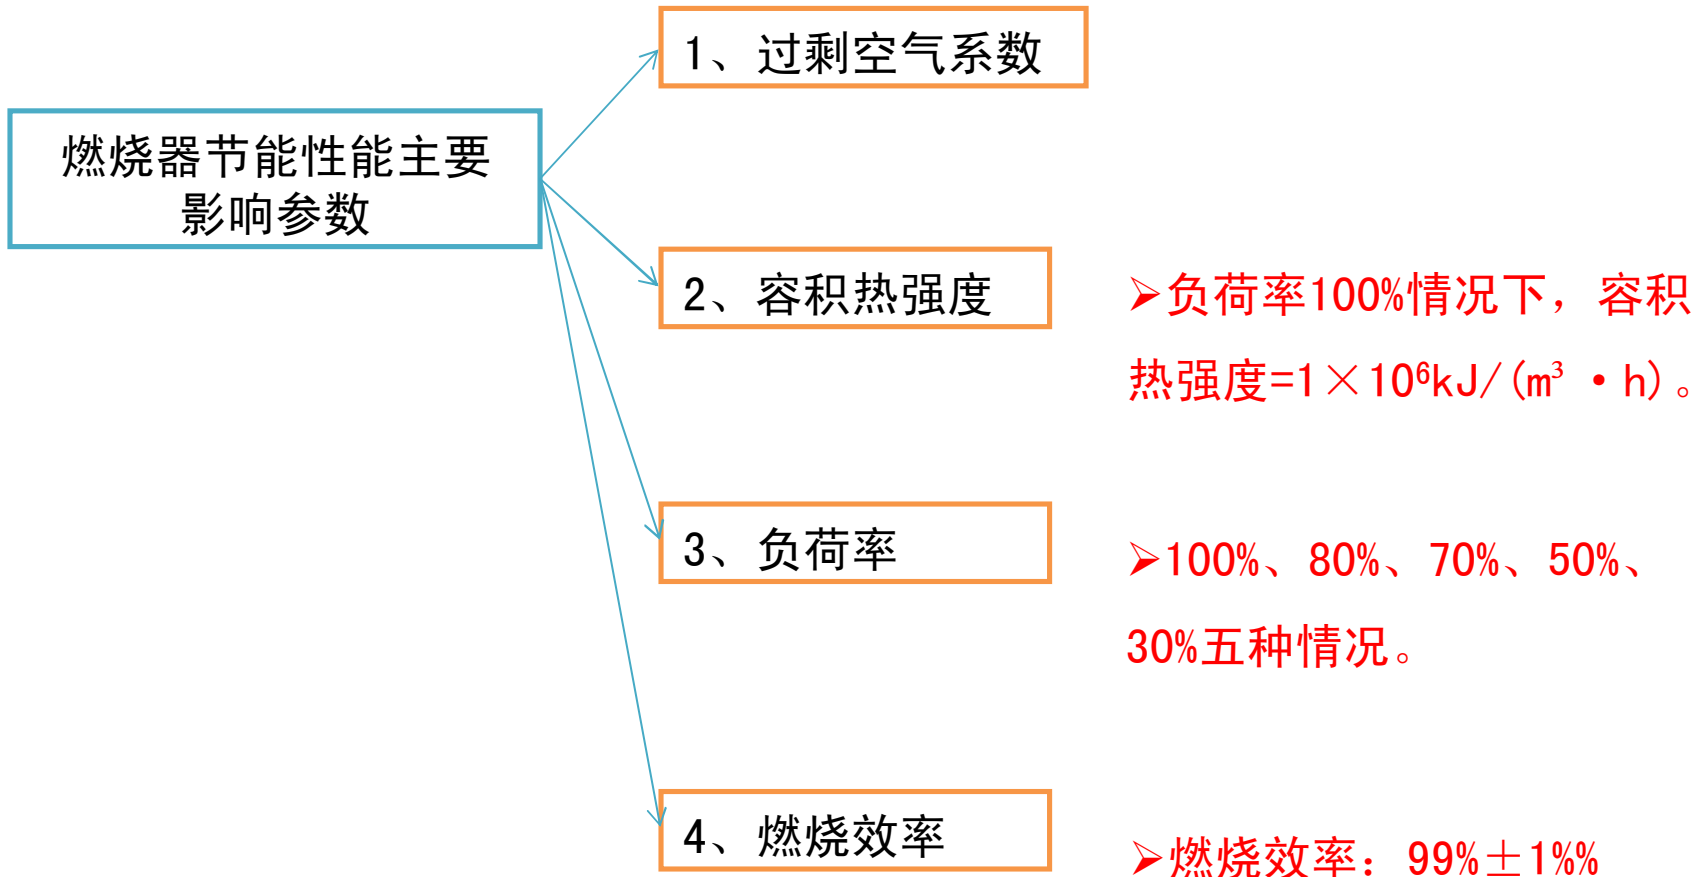 燃烧器节能性能主要
影响参数
1、过剩空气系数
2、容积热强度
➢负荷率100%情况下，容积
热强度=1×10⁶kJ/(m³ •h)。
3、负荷率
➢100%、80%、70%、50%、
30%五种情况。
4、燃烧效率
➢燃烧效率：99%±1%%